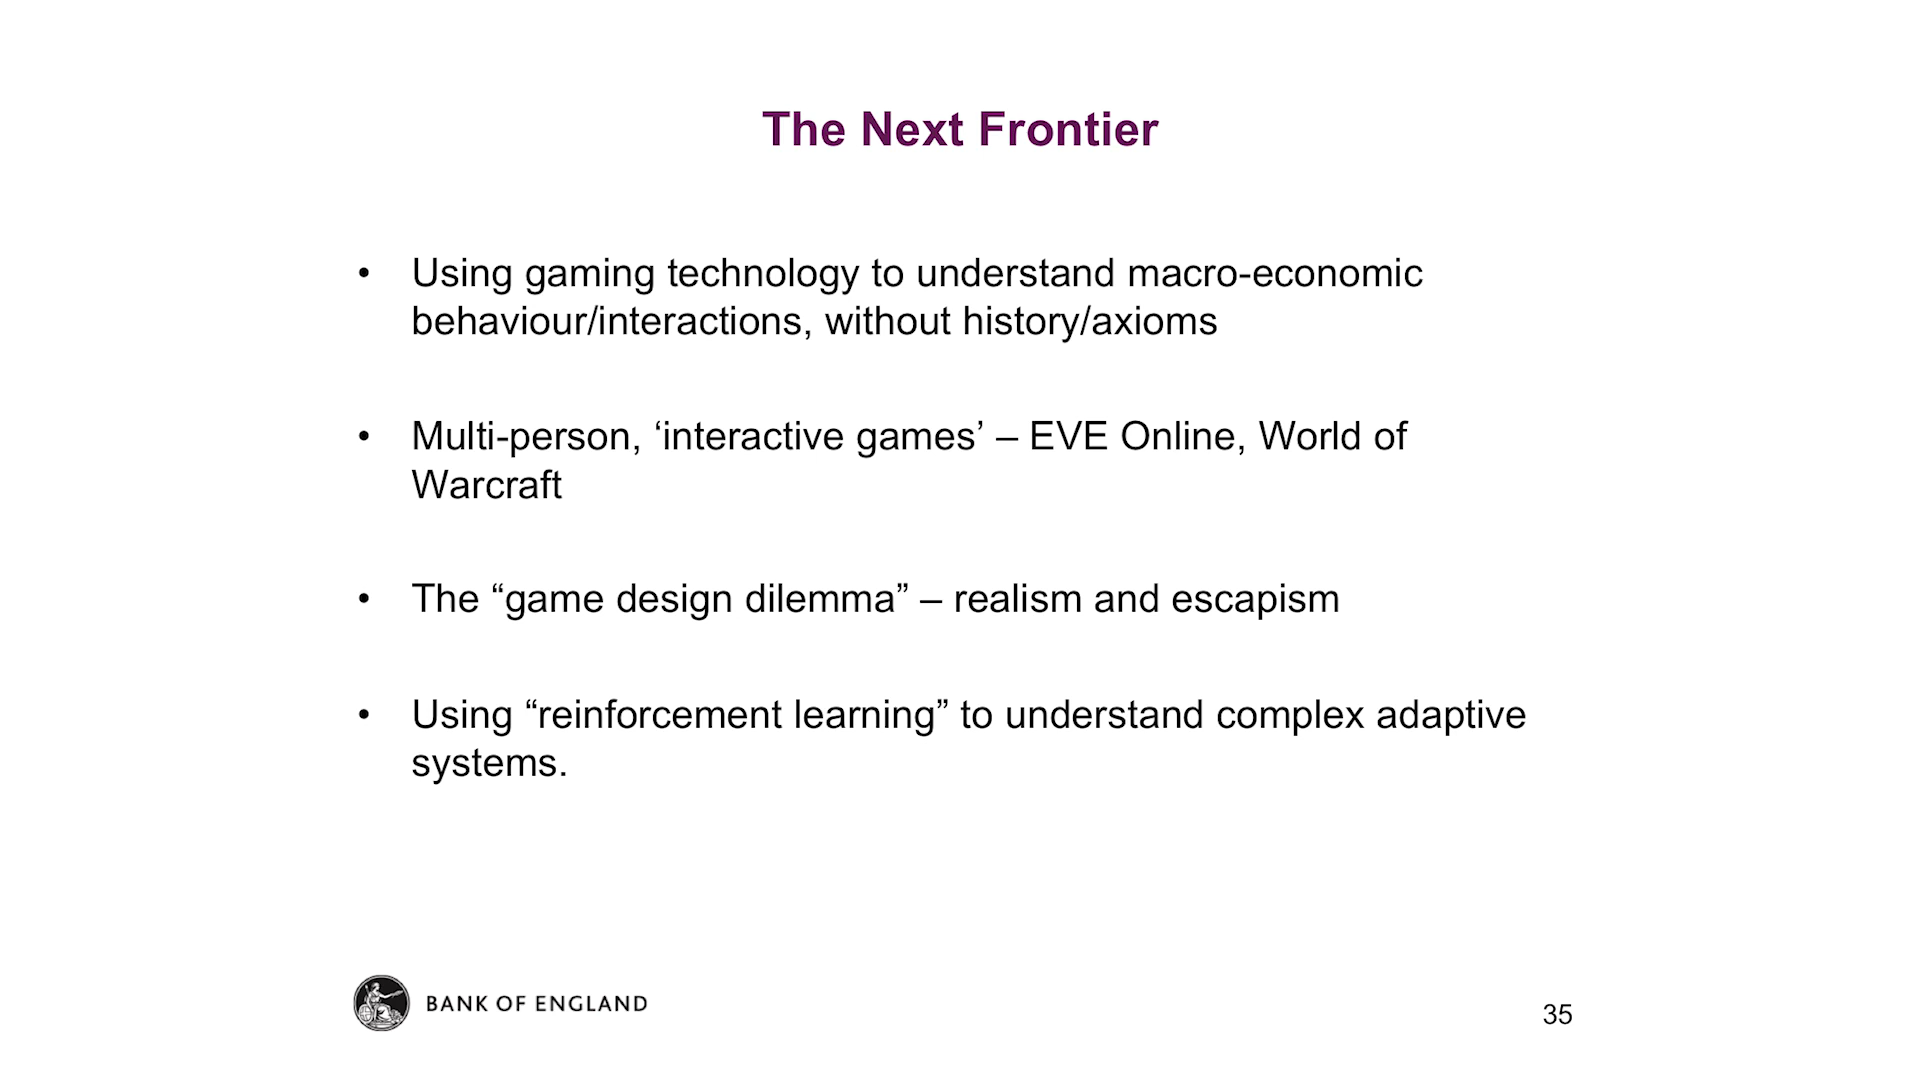 The Next Frontier
• Using gaming technology to understand macro-economic
behaviour/interactions, without history/axioms
• Multi-person, ‘interactive games’ – EVE Online, World of
Warcraft
• The “game design dilemma” – realism and escapism
• Using “reinforcement learning” to understand complex adaptive
systems.
BANK OF ENGLAND
35